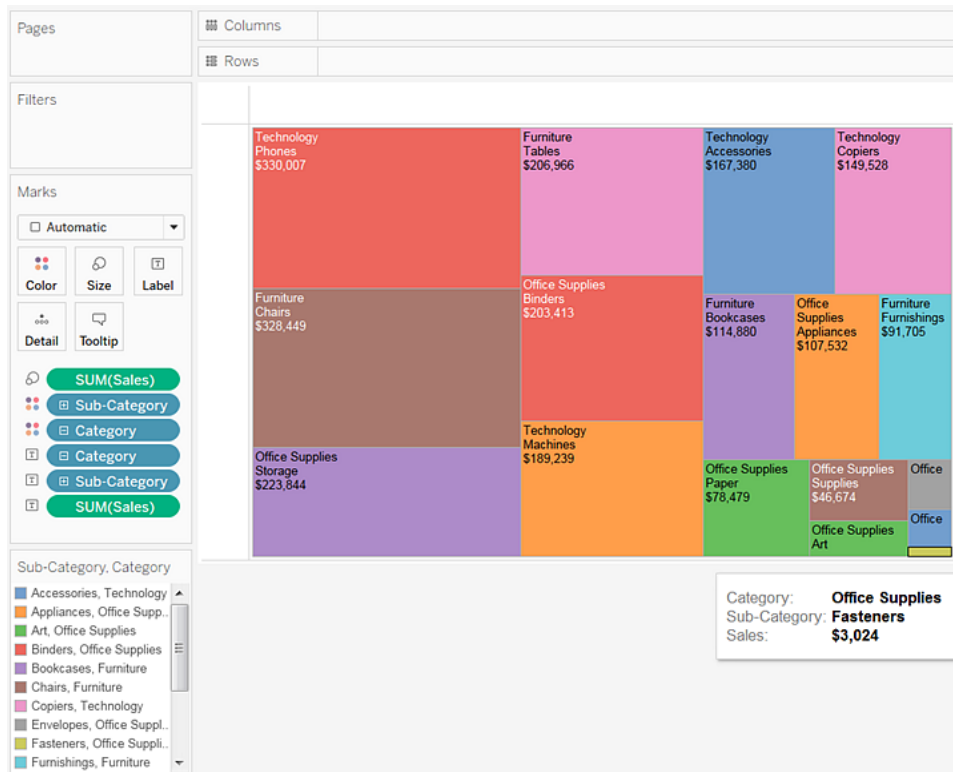 Pages
Columns
Rows
Filters
Marks
Automatic
Color
Size
Label
Detail
Tooltip
SUM(Sales)
Sub-Category
Category
Category
Sub-Category
SUM(Sales)
Sub-Category, Category
Accessories, Technology
Appliances, Office Supp..
Art, Office Supplies
Binders, Office Supplies
Bookcases, Furniture
Chairs, Furniture
Copiers, Technology
Envelopes, Office Suppl..
Fasteners, Office Suppli..
Furnishings, Furniture
Technology
Phones
$330,007
Furniture
Chairs
$328,449
Office Supplies
Storage
$223,844
Furniture
Tables
$206,966
Office Supplies
Binders
$203,413
Technology
Machines
$189,239
Technology
Accessories
$167,380
Technology
Copiers
$149,528
Furniture
Bookcases
$114,880
Office
Supplies
Appliances
$107,532
Furniture
Furnishings
$91,705
Office Supplies
Paper
$78,479
Office Supplies
Supplies
$46,674
Office Supplies
Art
Office
Office
Category: Office Supplies
Sub-Category: Fasteners
Sales: $3,024